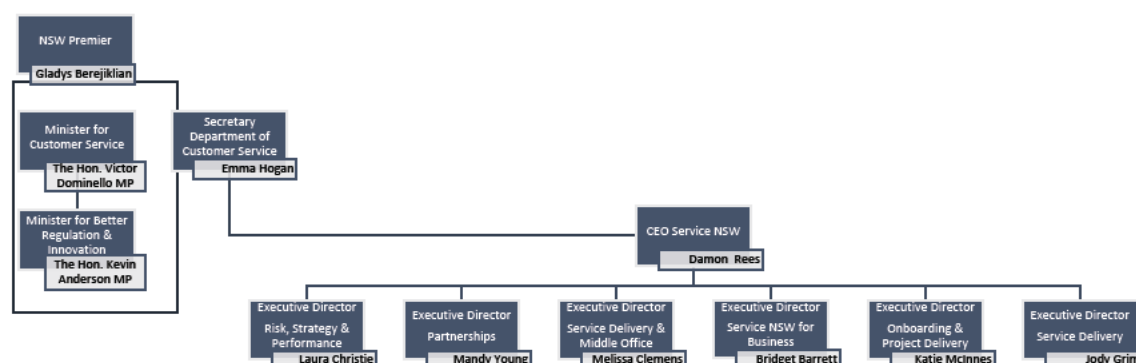 NSW Premier
Gladys Berejiklian
Minister for
Customer Service
The Hon. Victor
Dominello MP
Minister for Better
Regulation &
Innovation
The Hon. Kevin
Anderson MP
Secretary
Department of
Customer Service
Emma Hogan
CEO Service NSW
Damon Rees
Executive Director
Risk, Strategy &
Performance
Laura Christie
Executive Director
Partnerships
Mandy Young
Executive Director
Service Delivery &
Middle Office
Melissa Clemens
Executive Director
Service NSW for
Business
Bridget Barrett
Executive Director
Onboarding &
Project Delivery
Katie McInnes
Executive Director
Service Delivery
Jody